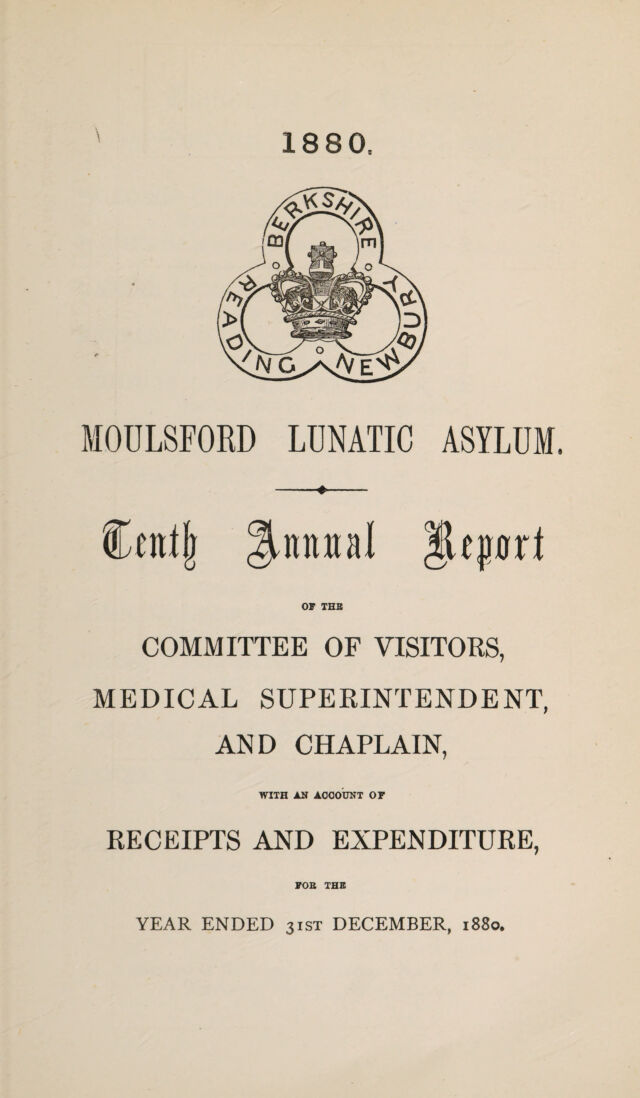 1880.
BERKSHIRE
READING NEWBURY
MOULSFORD LUNATIC ASYLUM.
Tenth Annual Report
OF THE
COMMITTEE OF VISITORS,
MEDICAL SUPERINTENDENT,
AND CHAPLAIN,
WITH AN ACCOUNT OF
RECEIPTS AND EXPENDITURE,
FOR THE
YEAR ENDED 31ST DECEMBER, 1880.